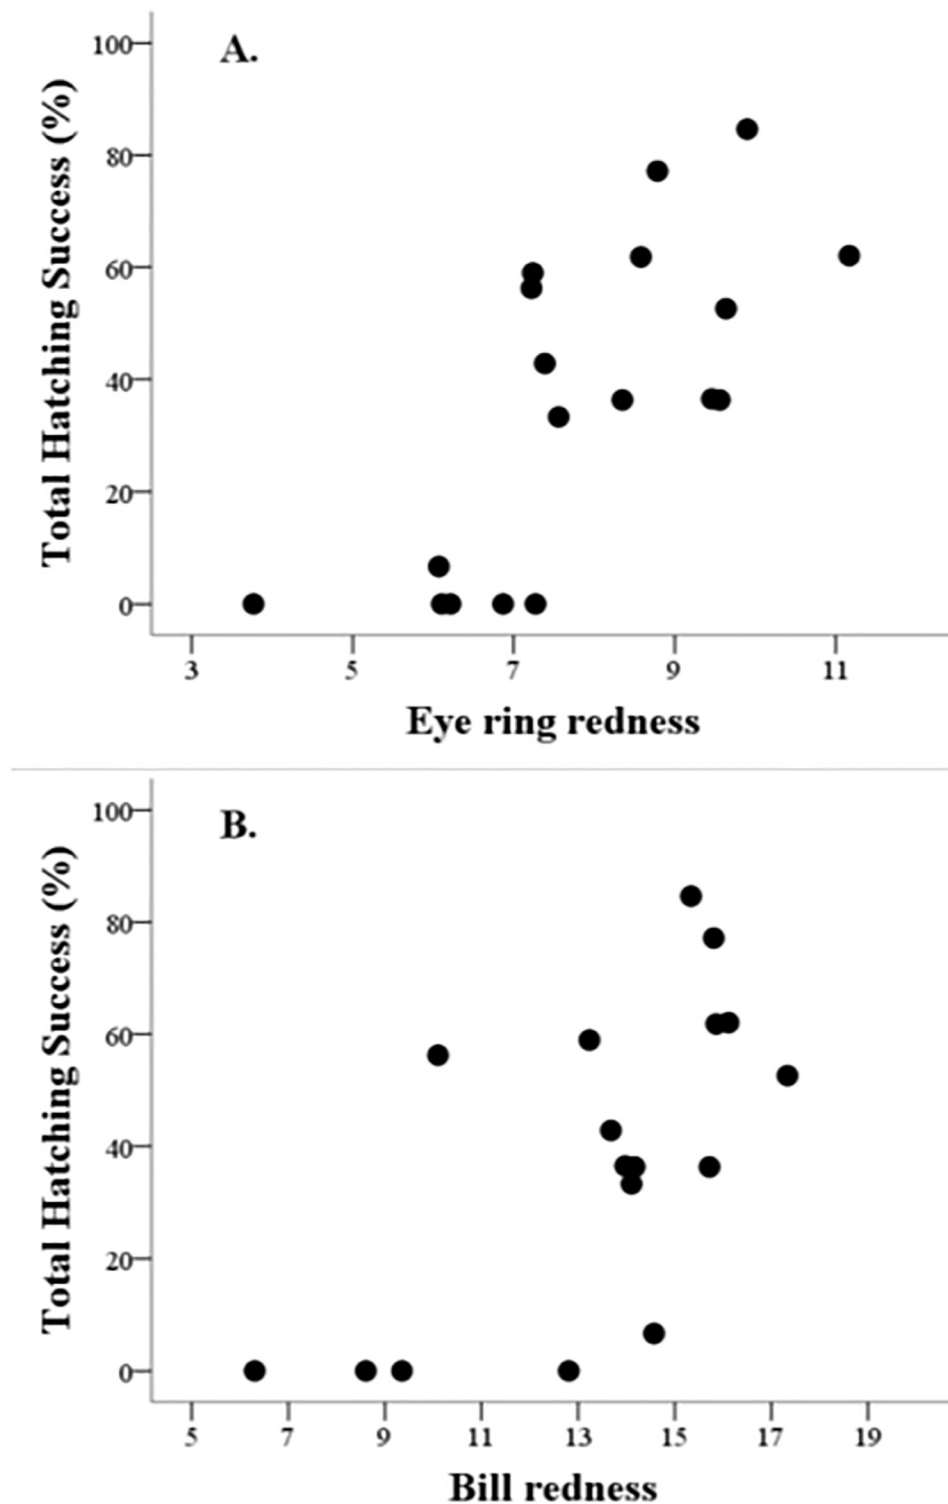 A.
Total Hatching Success (%)
100
80
60
40
20
0
3 5 7 9 11
Eye ring redness
B.
Total Hatching Success (%)
100
80
60
40
20
0
5 7 9 11 13 15 17 19
Bill redness